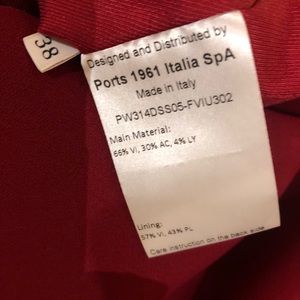 38
Designed and Distributed by
Ports 1961 Italia SpA
Made in Italy
PW314DSS05-FVIU302
Main Material:
66% VI, 30% AC, 4% LY
Lining:
57% VI, 43% PL
Care instruction on the back side